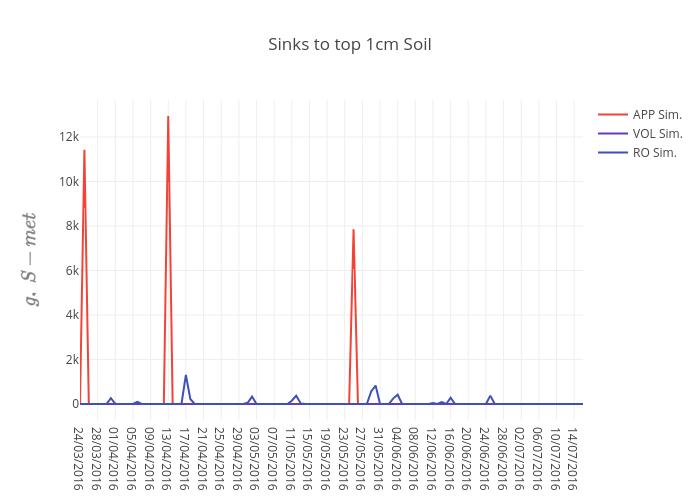 Sinks to top 1cm Soil
APP Sim.
VOL Sim.
RO Sim.
12k
10k
8k
6k
4k
2k
0
g. S − met
24/03/2016
28/03/2016
01/04/2016
05/04/2016
09/04/2016
13/04/2016
17/04/2016
21/04/2016
25/04/2016
29/04/2016
03/05/2016
07/05/2016
11/05/2016
15/05/2016
19/05/2016
23/05/2016
27/05/2016
31/05/2016
04/06/2016
08/06/2016
12/06/2016
16/06/2016
20/06/2016
24/06/2016
28/06/2016
02/07/2016
06/07/2016
10/07/2016
14/07/2016